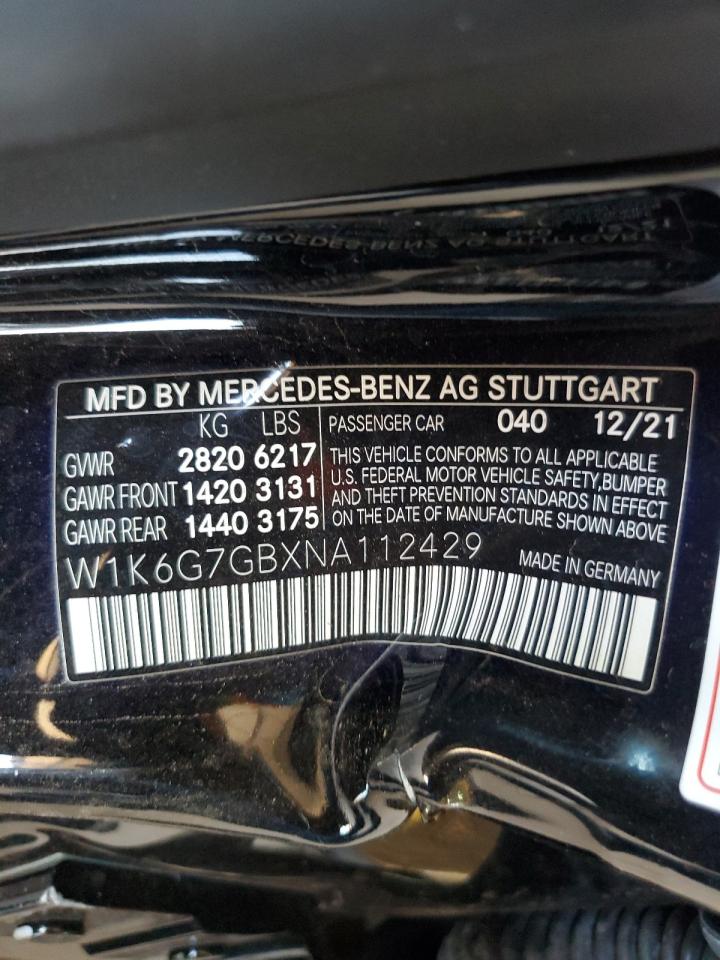 MFD BY MERCEDES-BENZ AG STUTTGART
KG LBS
GVWR 2820 6217
GAWR FRONT 1420 3131
GAWR REAR 1440 3175
PASSENGER CAR 040 12/21
THIS VEHICLE CONFORMS TO ALL APPLICABLE
U.S. FEDERAL MOTOR VEHICLE SAFETY, BUMPER
AND THEFT PREVENTION STANDARDS IN EFFECT
ON THE DATE OF MANUFACTURE SHOWN ABOVE
W1K6G7GBXNA112429
MADE IN GERMANY